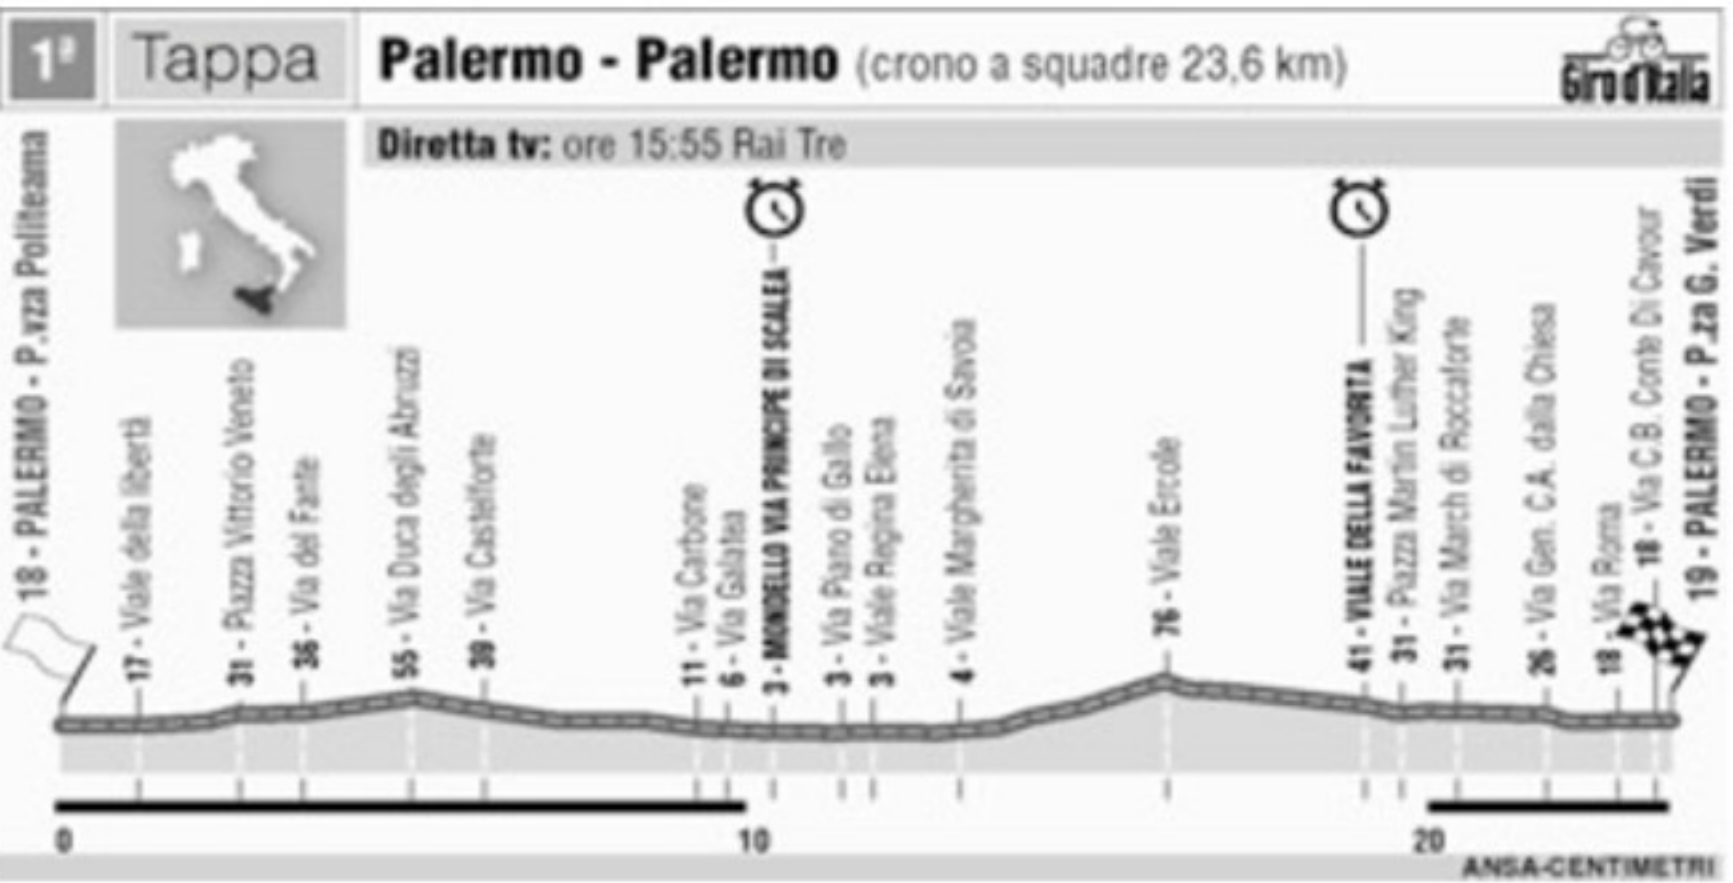 1ª Tappa Palermo - Palermo (crono a squadre 23,6 km)
Giro d'Italia
Diretta tv: ore 15:55 Rai Tre
18 - PALERMO - P.vza Politeama
17 - Viale della libertà
31 - Piazza Vittorio Veneto
36 - Via del Fante
55 - Via Duca degli Abruzzi
39 - Via Castelforte
11 - Via Carbone
6 - Via Galatea
3 - MONDELLO VIA PRINCIPE DI SCALEA
3 - Via Piano di Gallo
3 - Viale Regina Elena
4 - Viale Margherita di Savoia
76 - Viale Ercole
41 - VIALE DELLA FAVORITA
31 - Piazza Martin Luther King
31 - Via March di Roccaforte
26 - Via Gen. C.A. dalla Chiesa
18 - Via Roma
18 - Via C.B. Conte Di Cavour
19 - PALERMO - P.za G. Verdi
0
10
20
ANSA-CENTIMETRI